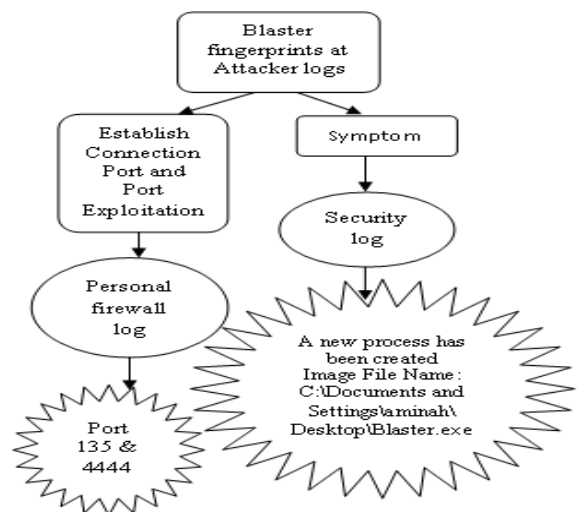 Blaster
fingerprints at
Attacker logs
Establish
Connection
Port and
Port
Exploitation
Symptom
Personal
firewall
log
Security
log
Port
135 &
4444
A new process has
been created
Image File Name:
C:\Documents and
Settings\aminah\
Desktop\Blaster.exe